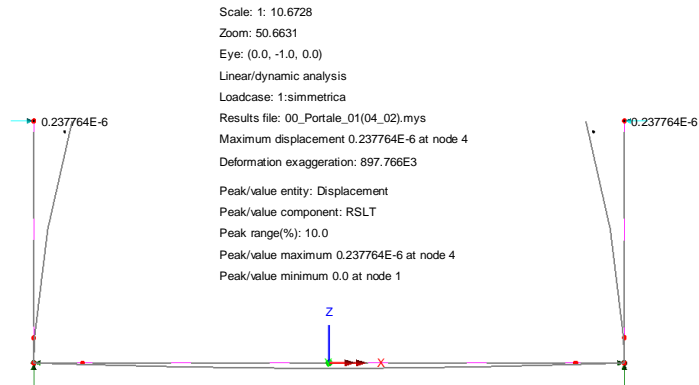 Scale: 1: 10.6728
Zoom: 50.6631
Eye: (0.0, -1.0, 0.0)
Linear/dynamic analysis
Loadcase: 1:simmetrica
Results file: 00_Portale_01(04_02).mys
Maximum displacement 0.237764E-6 at node 4
Deformation exaggeration: 897.766E3
Peak/value entity: Displacement
Peak/value component: RSLT
Peak range(%): 10.0
Peak/value maximum 0.237764E-6 at node 4
Peak/value minimum 0.0 at node 1
0.237764E-6
0.237764E-6
Z
X